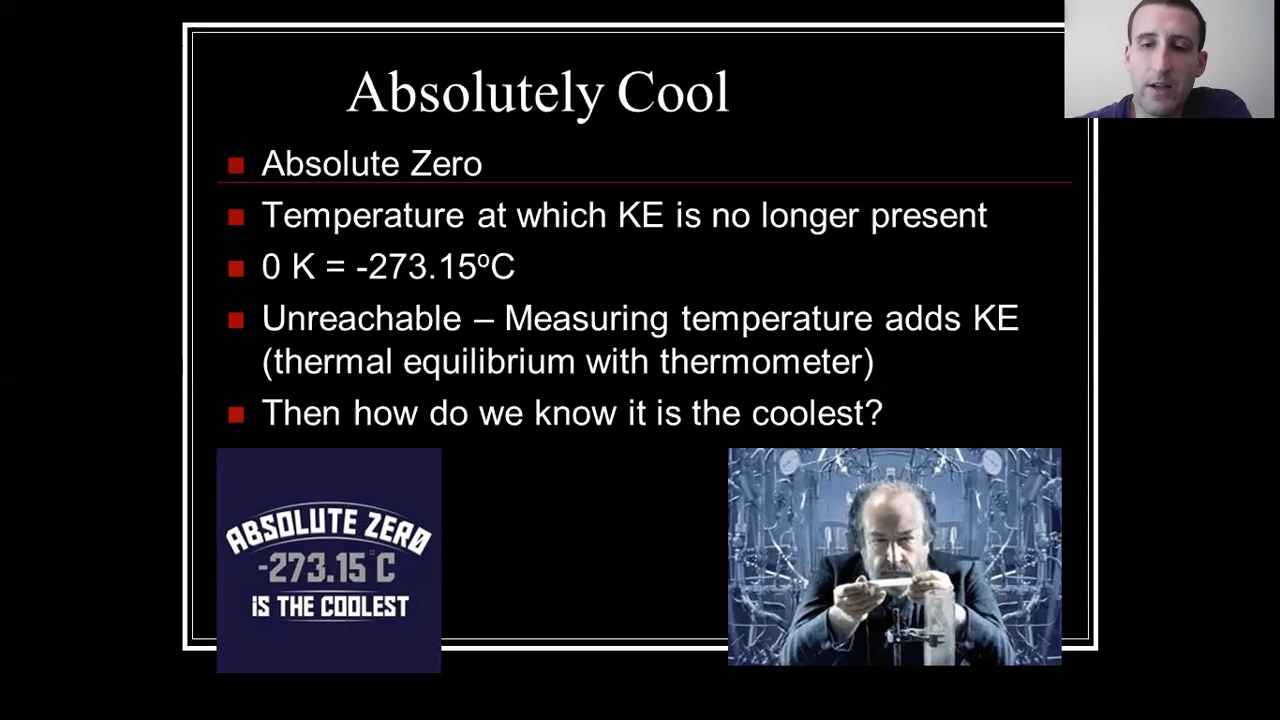 Absolutely Cool
Absolute Zero
Temperature at which KE is no longer present
0 K = -273.15ºC
Unreachable – Measuring temperature adds KE
(thermal equilibrium with thermometer)
Then how do we know it is the coolest?
ABSOLUTE ZERO
-273.15°C
IS THE COOLEST